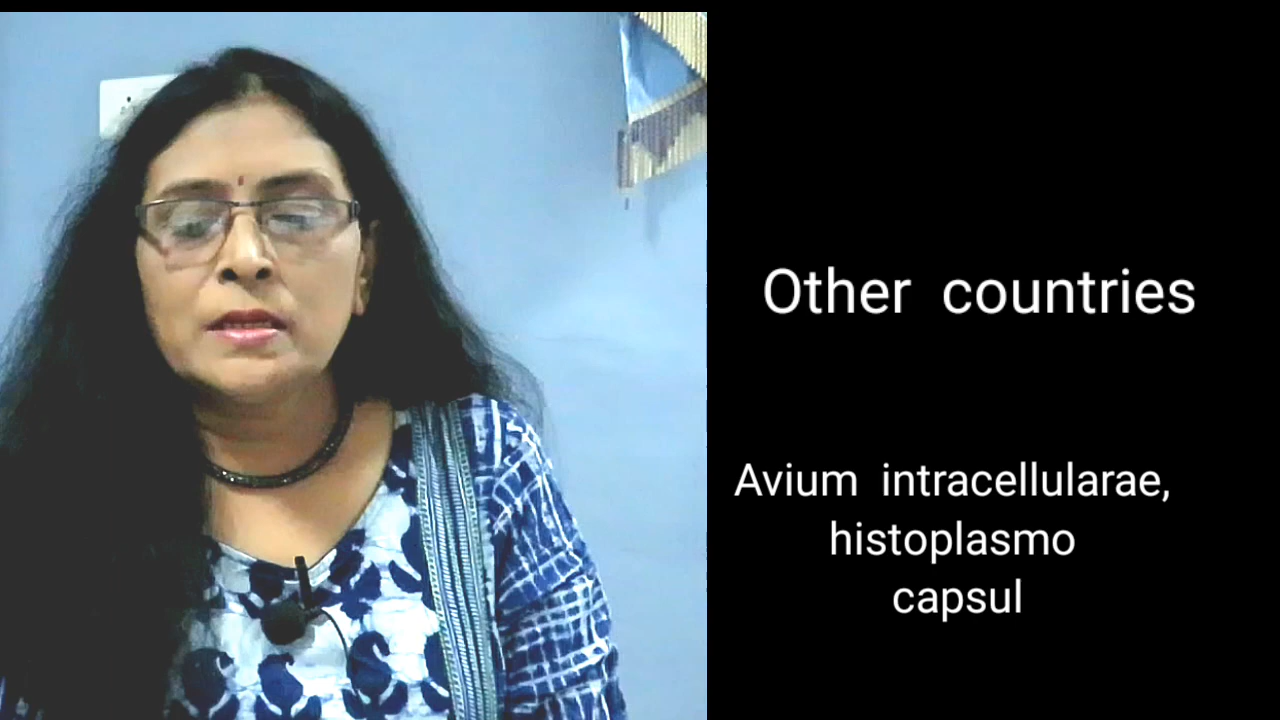 Other countries
Avium intracellularae,
histoplasmo
capsul